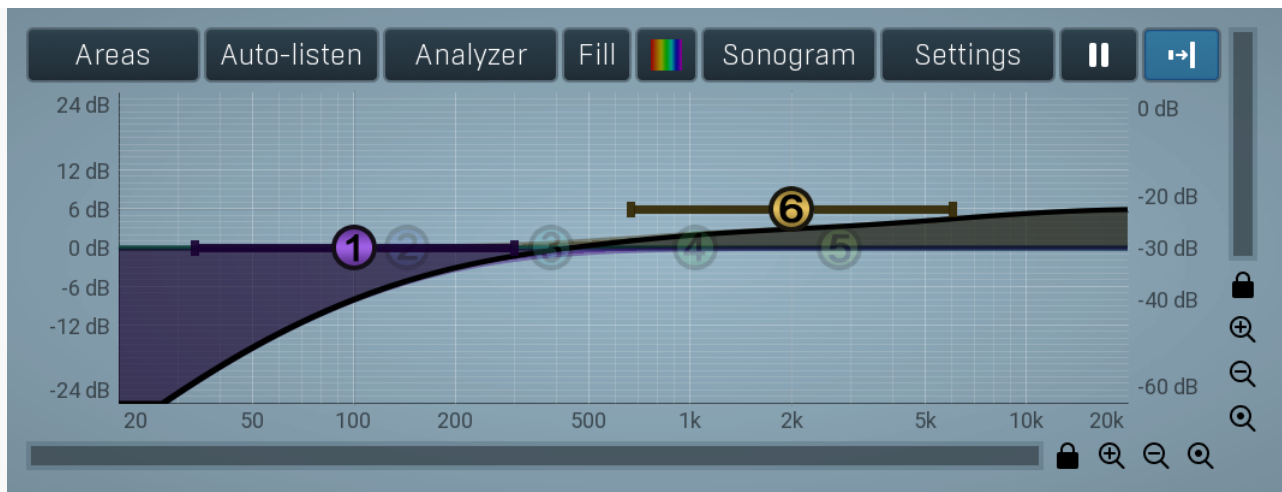 Areas Auto-listen Analyzer Fill Sonogram Settings
24 dB 0 dB
12 dB
6 dB 6 -20 dB
0 dB 1 2 3 4 5 -30 dB
-6 dB -40 dB
-12 dB
-24 dB -60 dB
20 50 100 200 500 1k 2k 5k 10k 20k